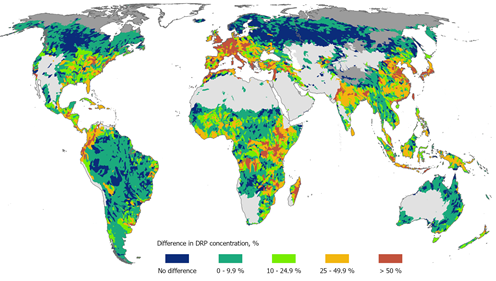 Difference in DRP concentration, %
No difference
0 - 9.9 %
10 - 24.9 %
25 - 49.9 %
> 50 %